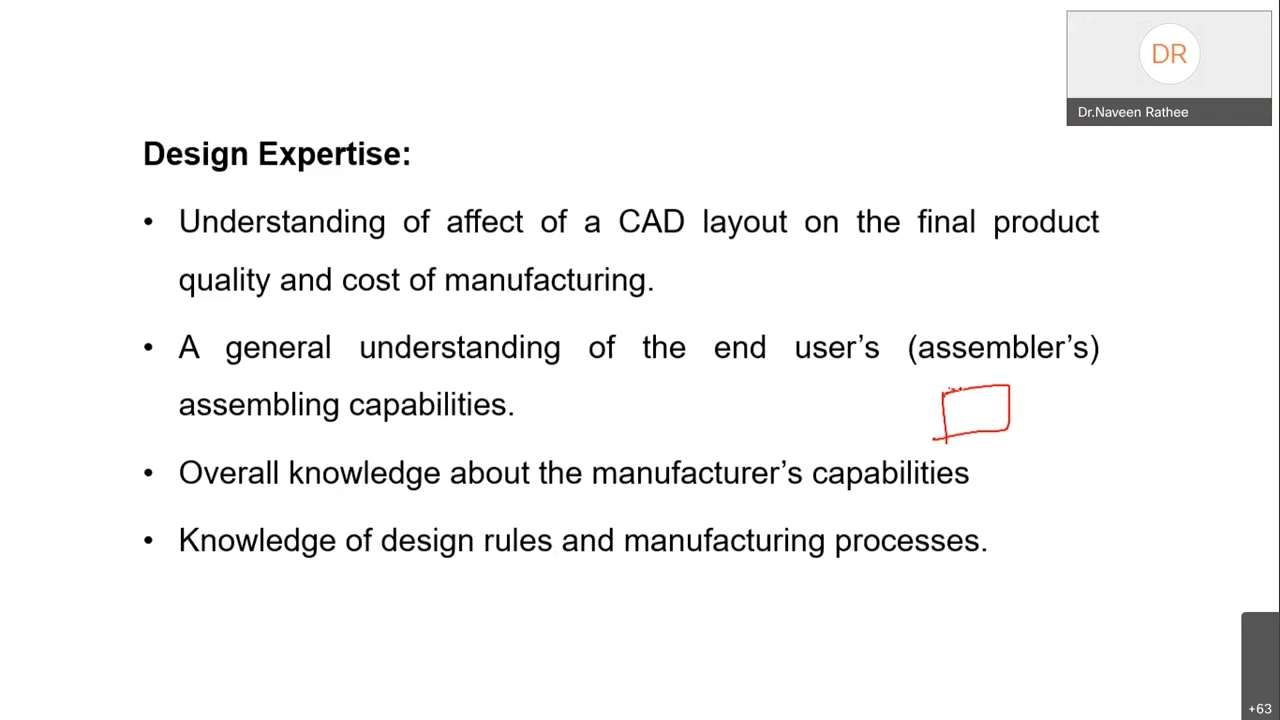 DR
Dr.Naveen Rathee
Design Expertise:
• Understanding of affect of a CAD layout on the final product
quality and cost of manufacturing.
• A general understanding of the end user’s (assembler’s)
assembling capabilities.
• Overall knowledge about the manufacturer’s capabilities
• Knowledge of design rules and manufacturing processes.
+63